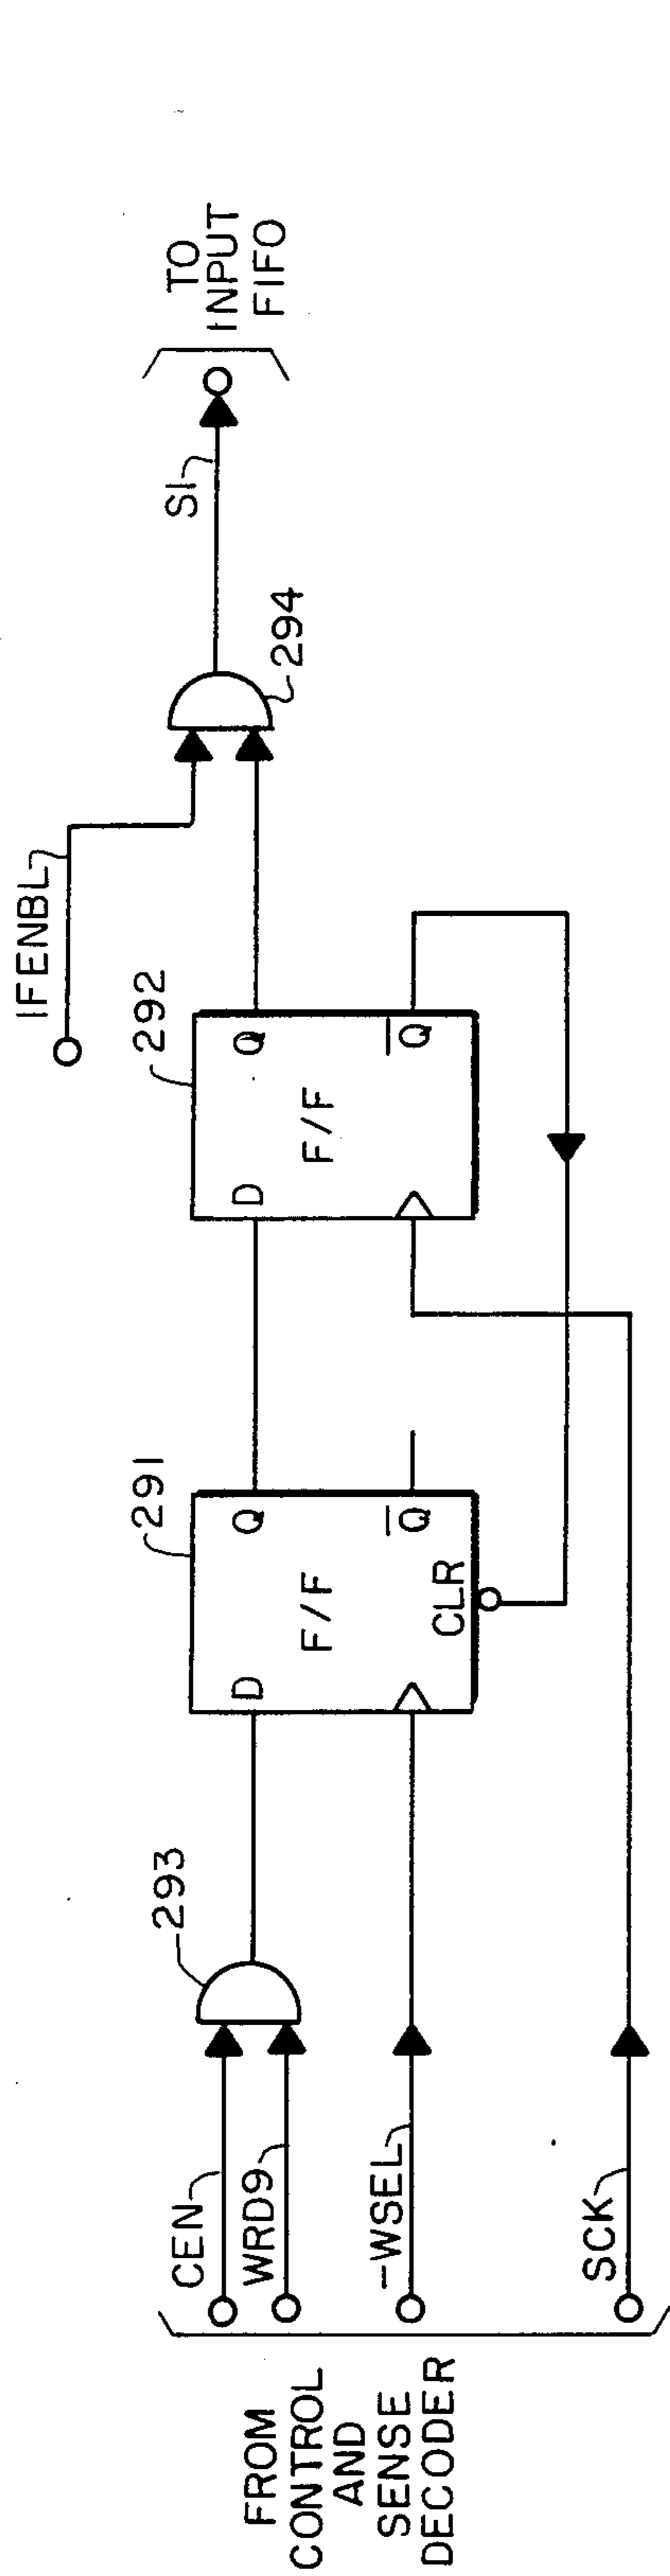 IFENBL
291
292
293
294
CEN
WRD9
-WSEL
SCK
D
Q
F/F
Q
CLR
D
Q
F/F
Q
SI
TO
INPUT
FIFO
FROM
CONTROL
AND
SENSE
DECODER